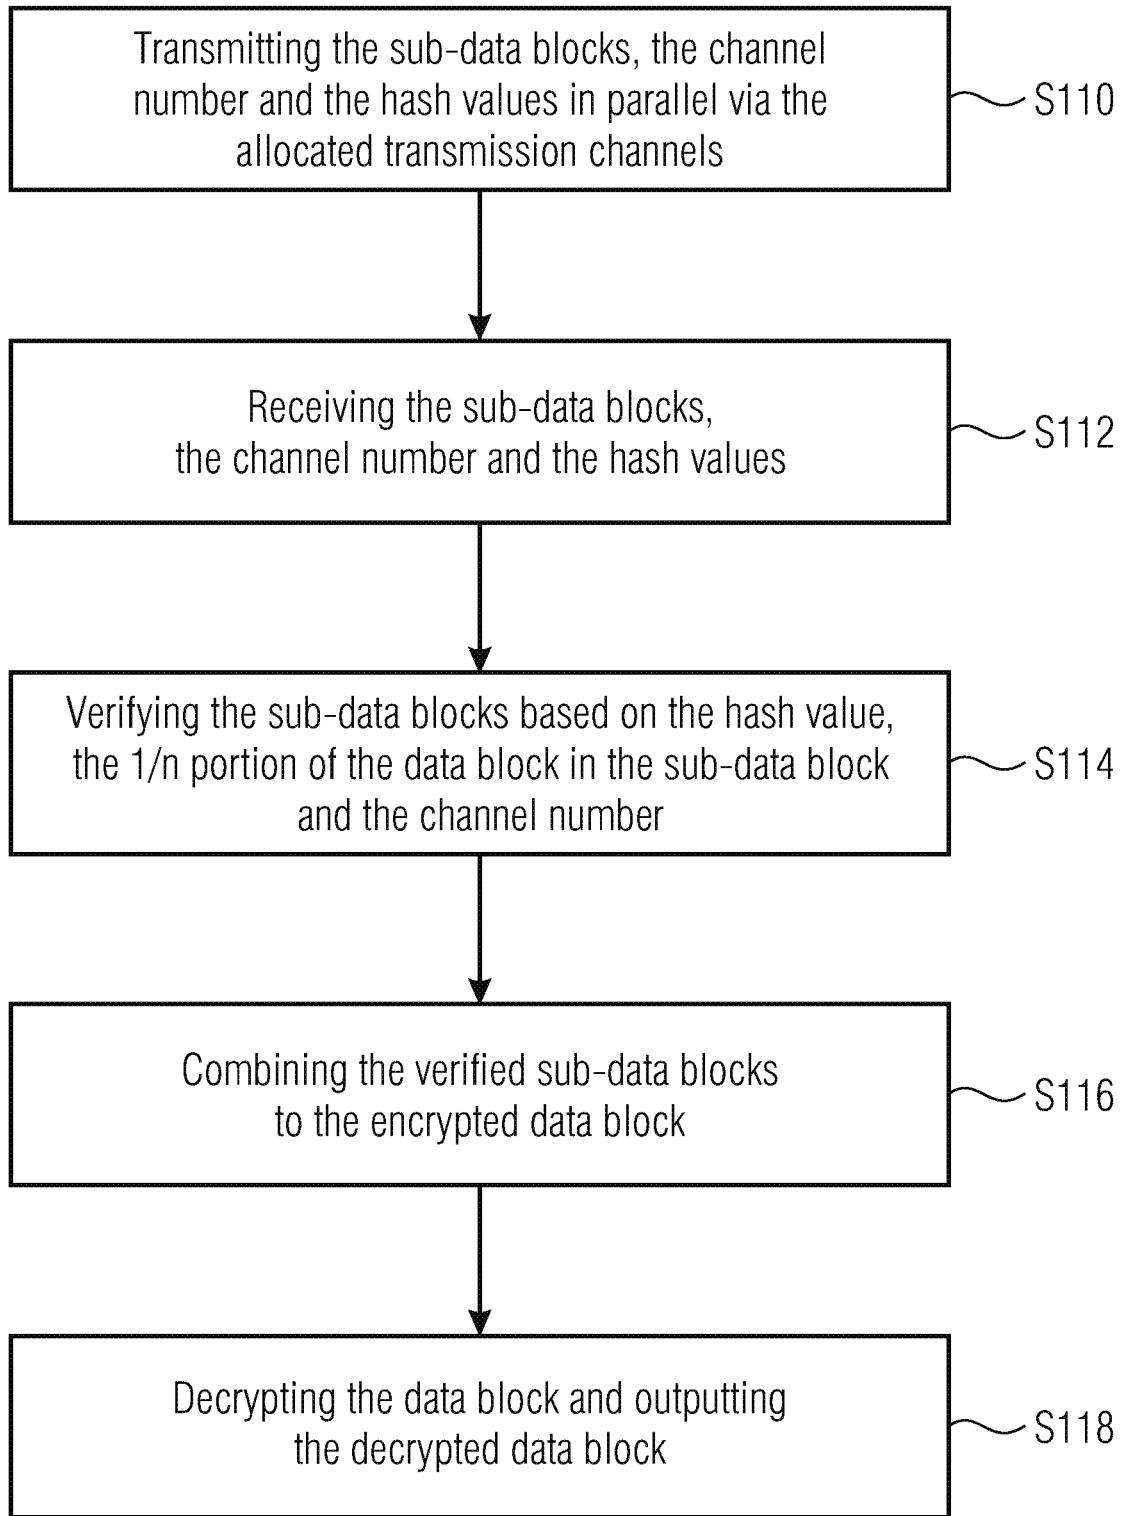 Transmitting the sub-data blocks, the channel
number and the hash values in parallel via the
allocated transmission channels
S110
Receiving the sub-data blocks,
the channel number and the hash values
S112
Verifying the sub-data blocks based on the hash value,
the 1/n portion of the data block in the sub-data block
and the channel number
S114
Combining the verified sub-data blocks
to the encrypted data block
S116
Decrypting the data block and outputting
the decrypted data block
S118